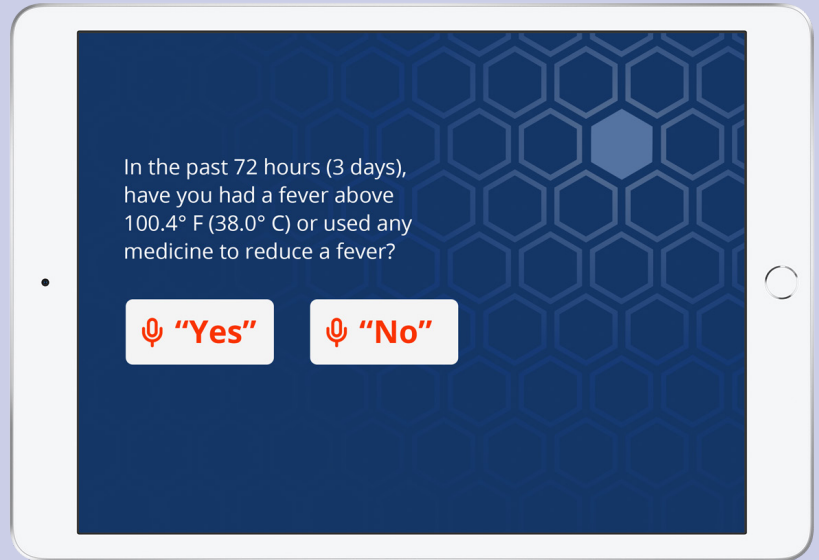 In the past 72 hours (3 days),
have you had a fever above
100.4° F (38.0° C) or used any
medicine to reduce a fever?
“Yes” “No”